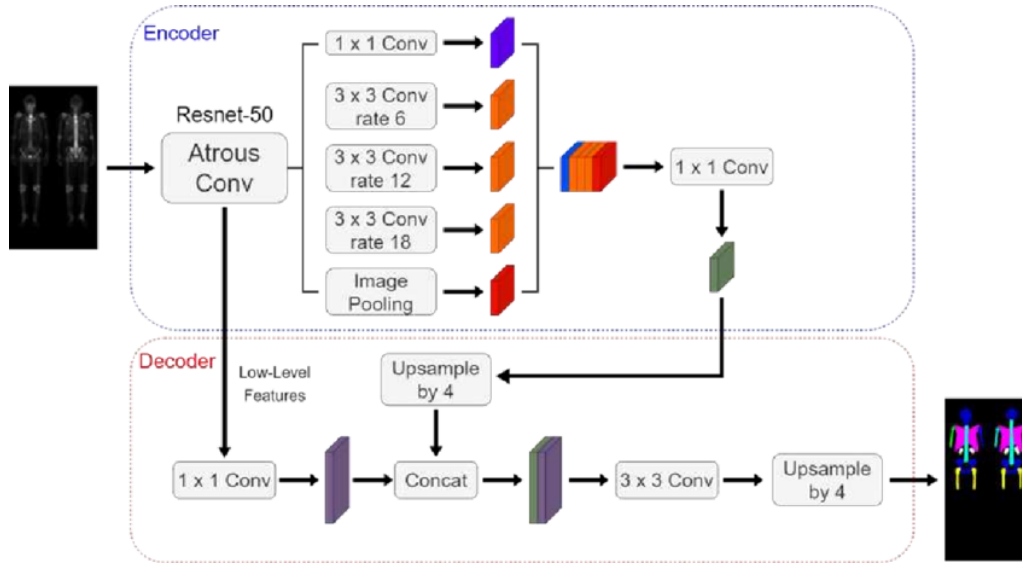 Encoder
Resnet-50
Atrous
Conv
1 x 1 Conv
3 x 3 Conv
rate 6
3 x 3 Conv
rate 12
3 x 3 Conv
rate 18
Image
Pooling
1 x 1 Conv
Decoder
Low-Level
Features
Upsample
by 4
1 x 1 Conv
Concat
3 x 3 Conv
Upsample
by 4